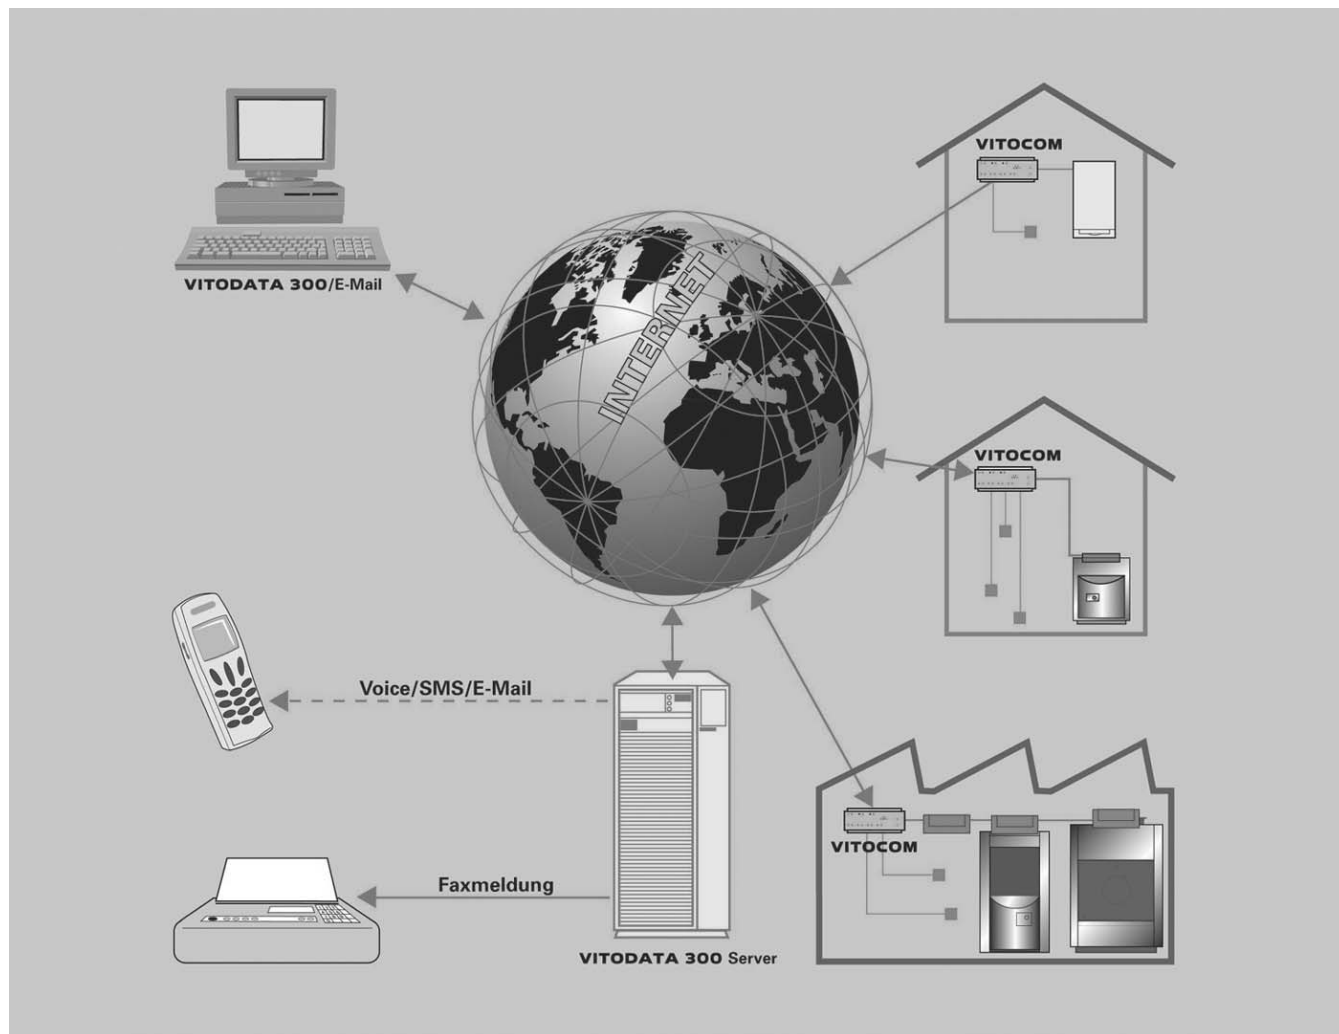 VITOCOM
VITODATA 300/E-Mail
INTERNET
VITOCOM
Voice/SMS/E-Mail
VITOCOM
Faxmeldung
VITODATA 300 Server